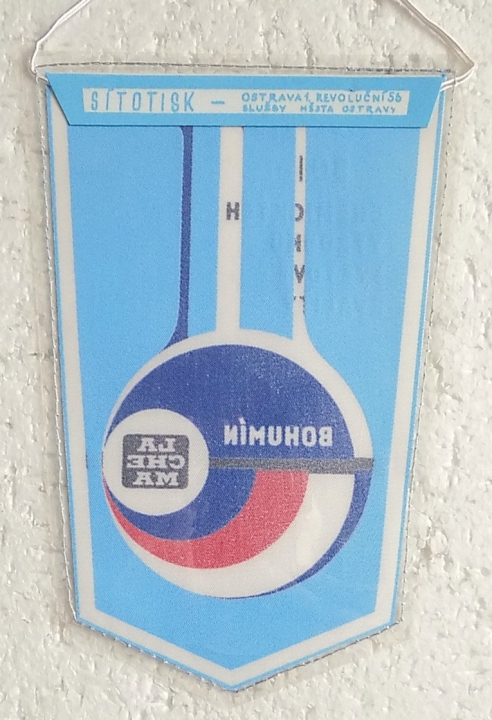 SÍTOTISK – OSTRAVA 1, REVOLUČNÍ 56
SLUŽBY MĚSTA OSTRAVY
H
BOHUMÍN
LA
CHE
MA